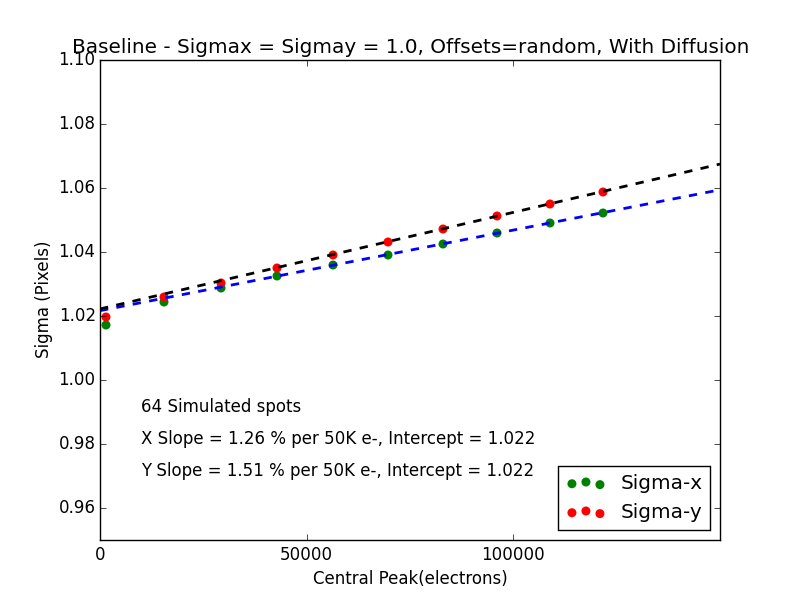 Baseline - Sigmax = Sigmay = 1.0, Offsets=random, With Diffusion
1.10
1.08
1.06
1.04
1.02
1.00
0.98
0.96
Sigma (Pixels)
64 Simulated spots
X Slope = 1.26 % per 50K e-, Intercept = 1.022
Y Slope = 1.51 % per 50K e-, Intercept = 1.022
Sigma-x
Sigma-y
0 50000 100000
Central Peak(electrons)